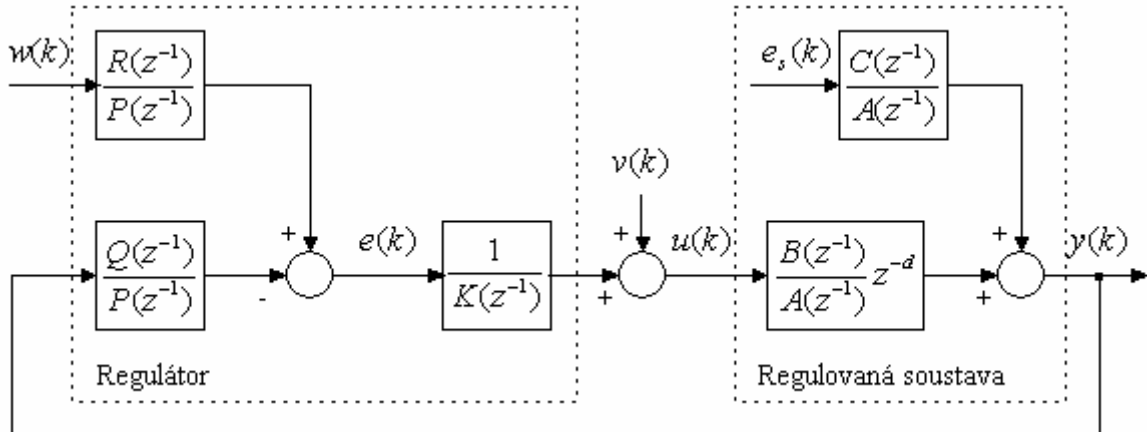 w(k)
R(z⁻¹)
P(z⁻¹)
e_s(k)
C(z⁻¹)
A(z⁻¹)
v(k)
Q(z⁻¹)
P(z⁻¹)
+
-
e(k)
1
K(z⁻¹)
+
+
u(k)
B(z⁻¹)
A(z⁻¹)
z⁻ᵈ
+
+
y(k)
Regulátor
Regulovaná soustava